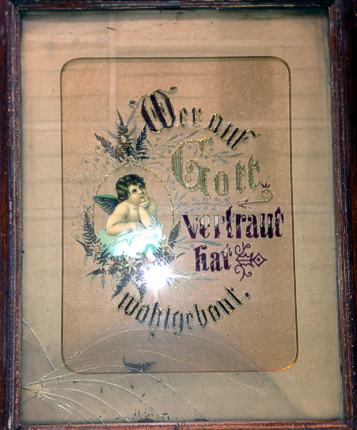 Wer auf
Gott
vertraut
hat
wohlgebaut.